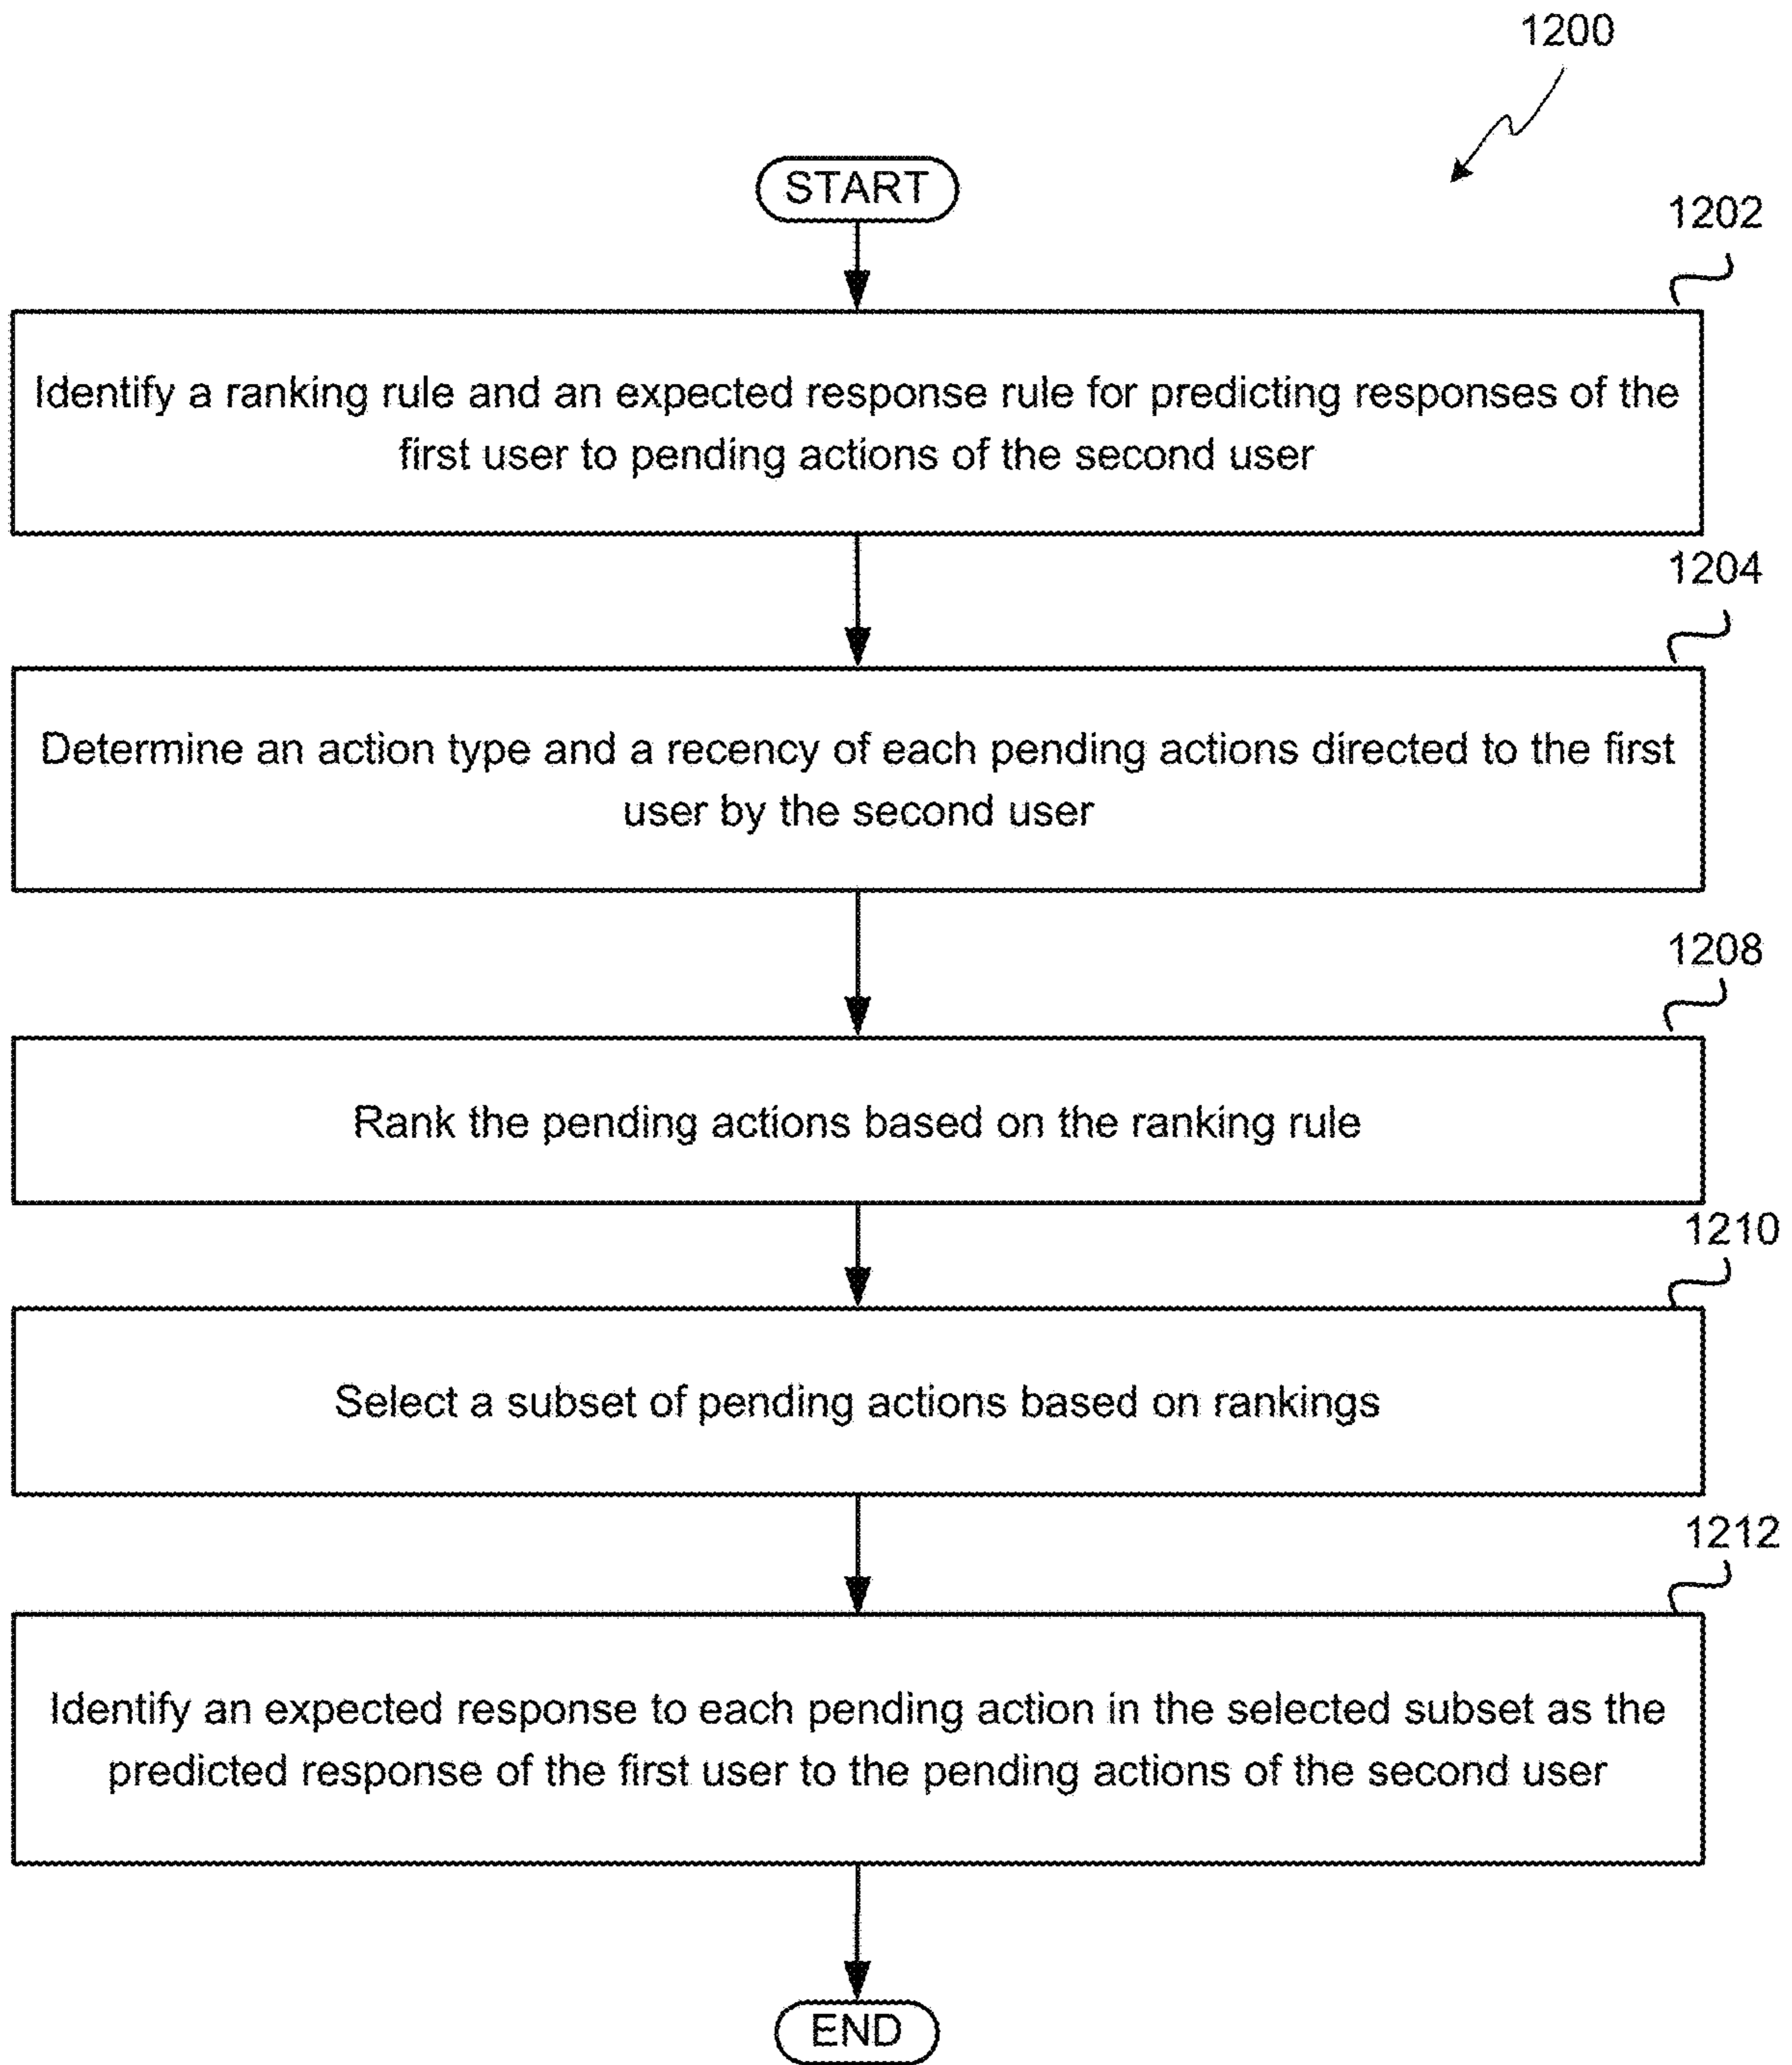 1200
START
1202
Identify a ranking rule and an expected response rule for predicting responses of the
first user to pending actions of the second user
1204
Determine an action type and a recency of each pending actions directed to the first
user by the second user
1208
Rank the pending actions based on the ranking rule
1210
Select a subset of pending actions based on rankings
1212
Identify an expected response to each pending action in the selected subset as the
predicted response of the first user to the pending actions of the second user
END